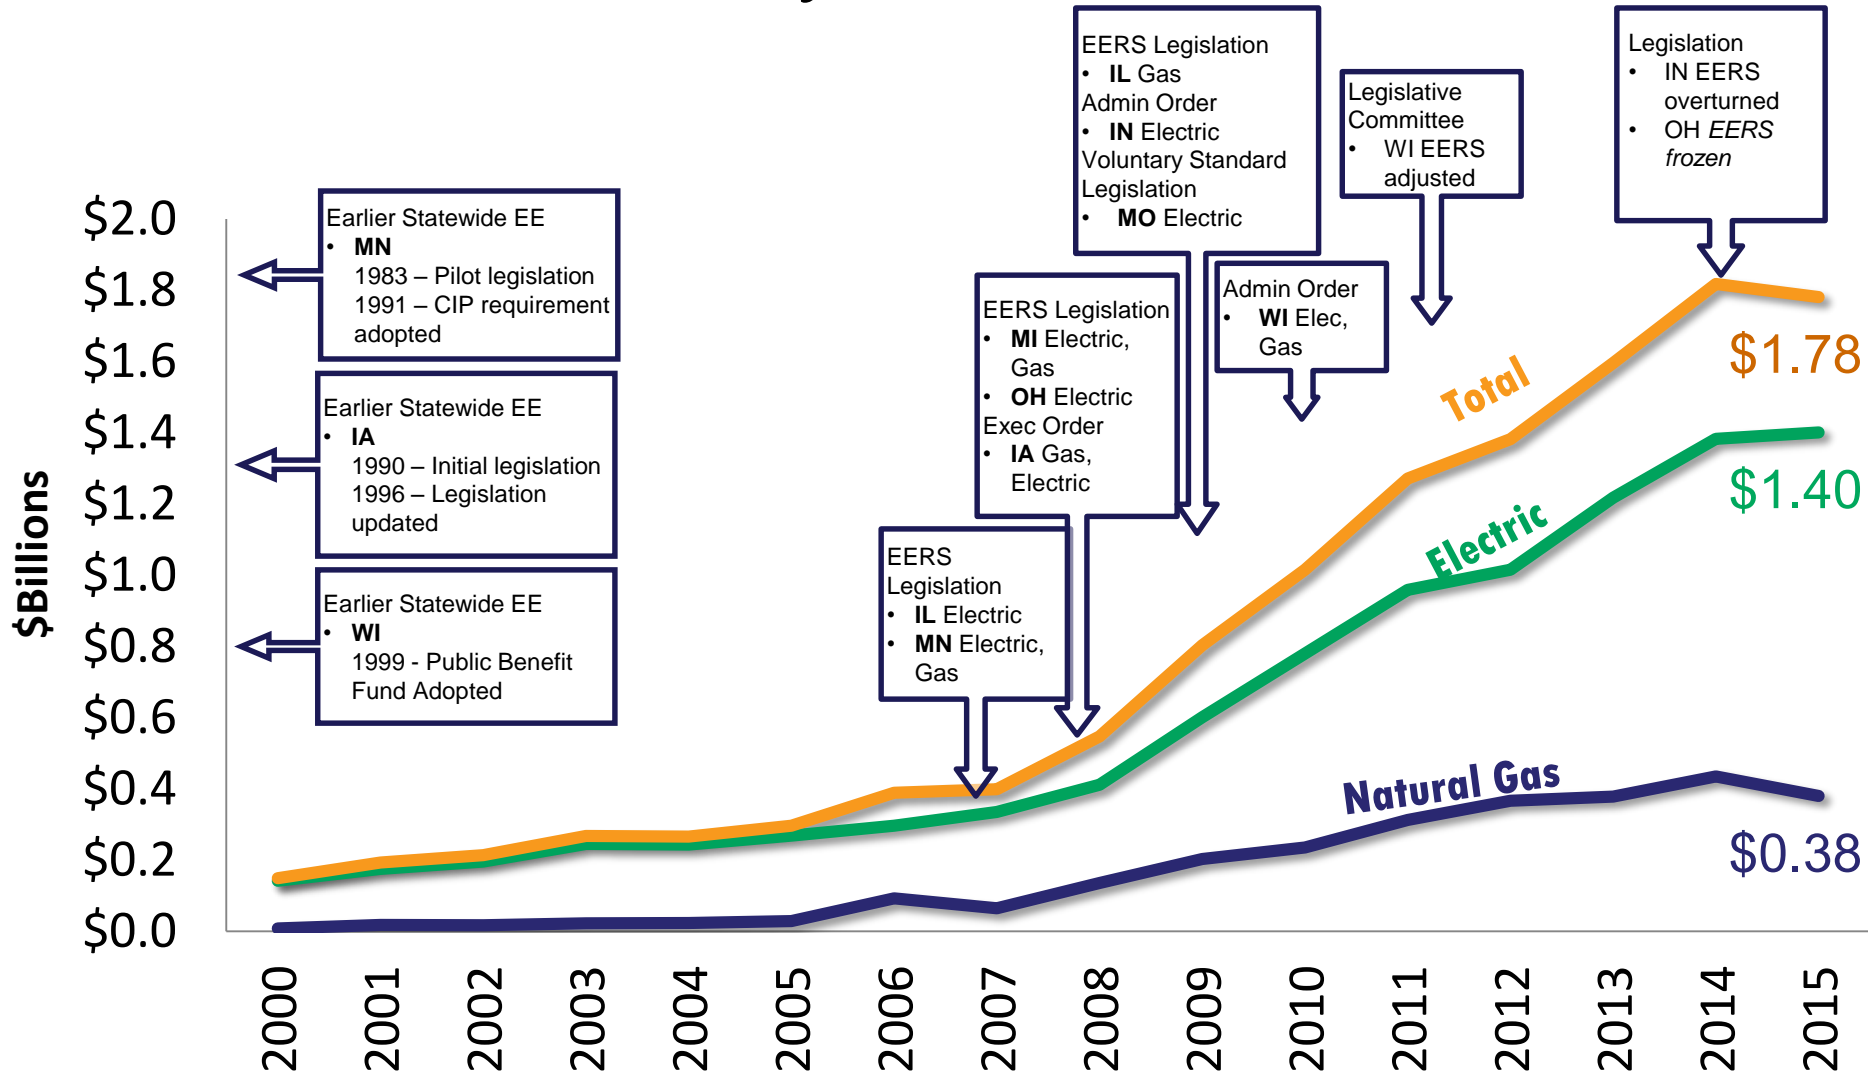 EERS Legislation
• IL Gas
Admin Order
• IN Electric
Voluntary Standard
Legislation
• MO Electric
Legislative
Committee
• WI EERS
adjusted
Legislation
• IN EERS
overturned
• OH EERS
frozen
Earlier Statewide EE
• MN
1983 – Pilot legislation
1991 – CIP requirement
adopted
Earlier Statewide EE
• IA
1990 – Initial legislation
1996 – Legislation
updated
Earlier Statewide EE
• WI
1999 - Public Benefit
Fund Adopted
EERS
Legislation
• IL Electric
• MN Electric,
Gas
EERS Legislation
• MI Electric,
Gas
• OH Electric
Exec Order
• IA Gas,
Electric
Admin Order
• WI Elec,
Gas
$Billions
$2.0
$1.8
$1.6
$1.4
$1.2
$1.0
$0.8
$0.6
$0.4
$0.2
$0.0
Total
Electric
Natural Gas
$1.78
$1.40
$0.38
2000
2001
2002
2003
2004
2005
2006
2007
2008
2009
2010
2011
2012
2013
2014
2015